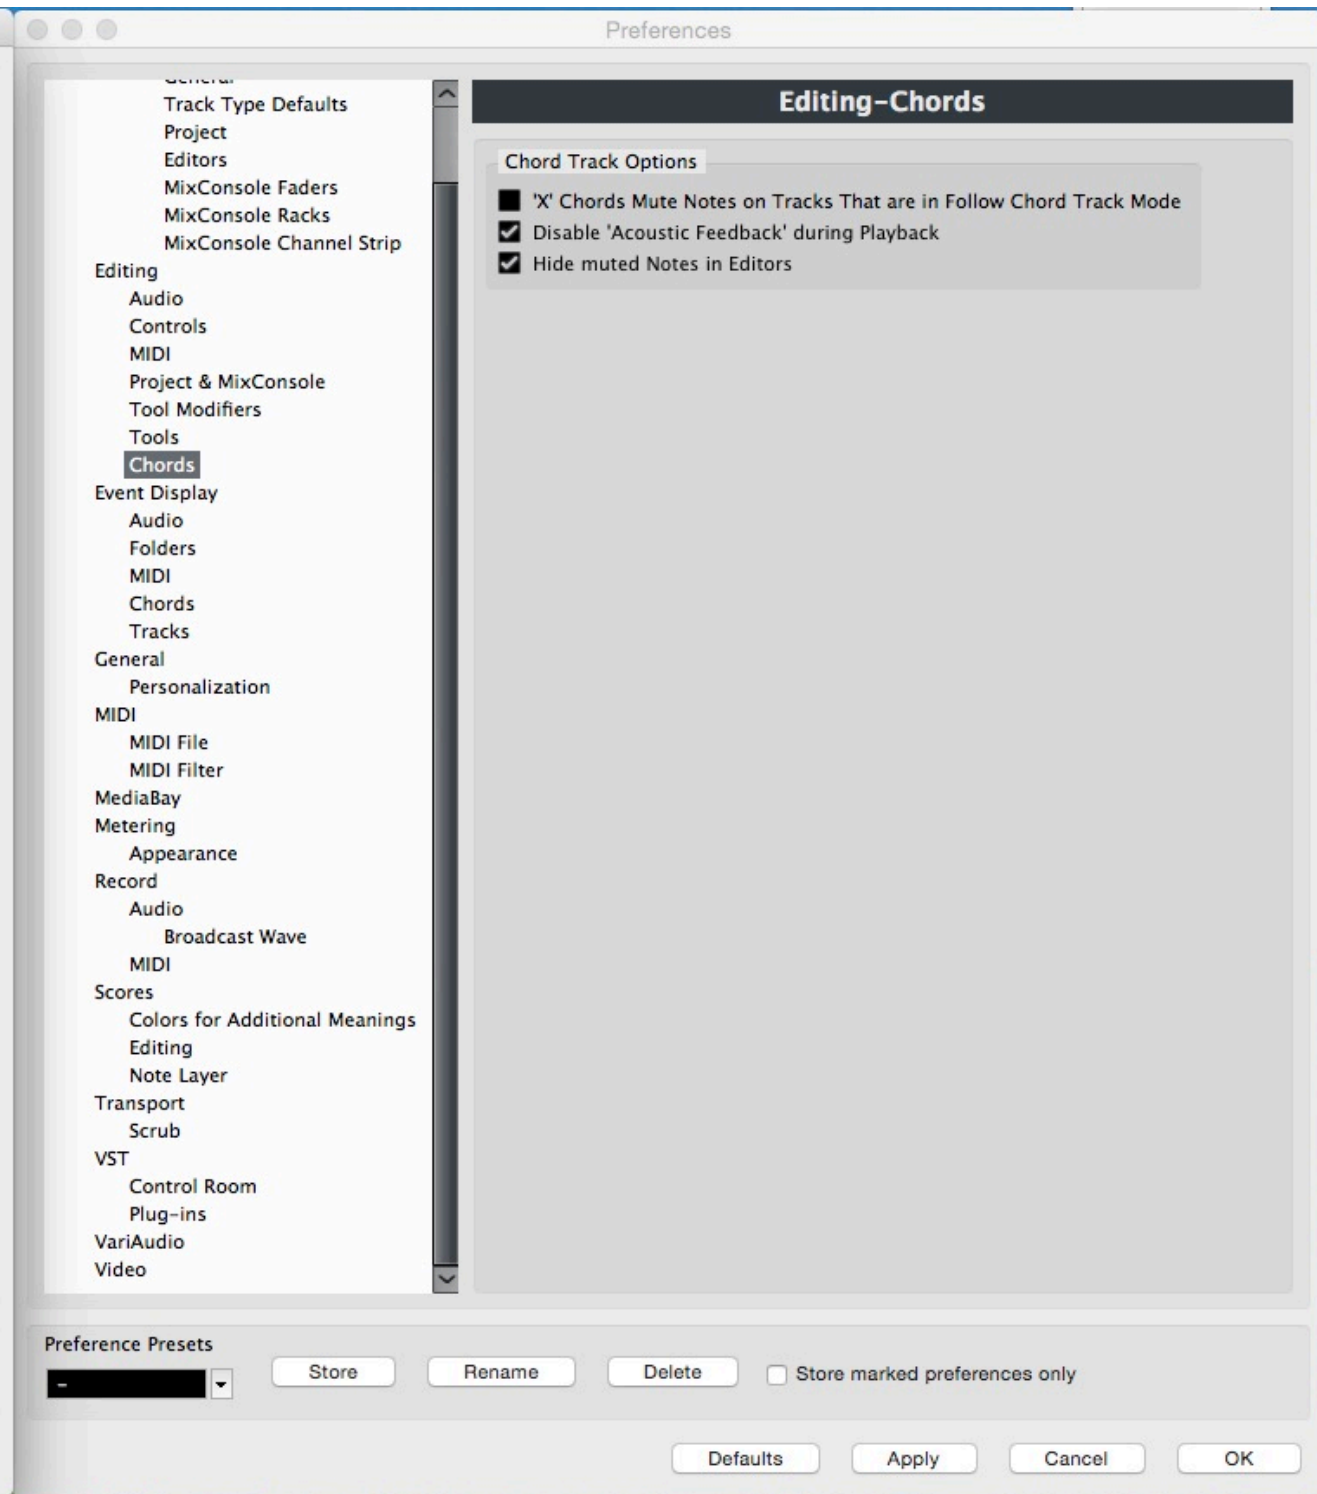 Preferences
General
Track Type Defaults
Project
Editors
MixConsole Faders
MixConsole Racks
MixConsole Channel Strip
Editing
Audio
Controls
MIDI
Project & MixConsole
Tool Modifiers
Tools
Chords
Event Display
Audio
Folders
MIDI
Chords
Tracks
General
Personalization
MIDI
MIDI File
MIDI Filter
MediaBay
Metering
Appearance
Record
Audio
Broadcast Wave
MIDI
Scores
Colors for Additional Meanings
Editing
Note Layer
Transport
Scrub
VST
Control Room
Plug-ins
VariAudio
Video
Editing-Chords
Chord Track Options
'X' Chords Mute Notes on Tracks That are in Follow Chord Track Mode
Disable 'Acoustic Feedback' during Playback
Hide muted Notes in Editors
Preference Presets
–
Store
Rename
Delete
Store marked preferences only
Defaults
Apply
Cancel
OK